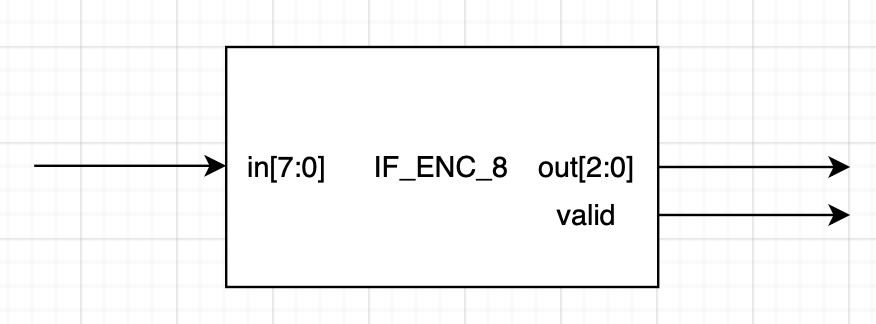 in[7:0] IF_ENC_8 out[2:0]
valid